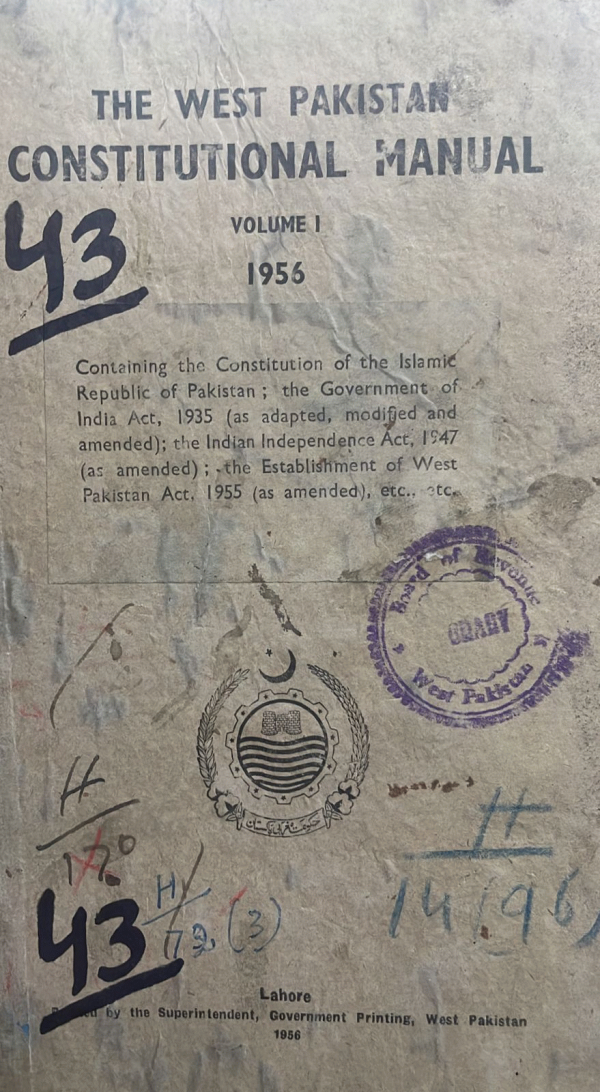 THE WEST PAKISTAN
CONSTITUTIONAL MANUAL
VOLUME I
43
1956
Containing the Constitution of the Islamic
Republic of Pakistan ; the Government of
India Act, 1935 (as adapted, modified and
amended); the Indian Independence Act, 1947
(as amended) ; the Establishment of West
Pakistan Act, 1955 (as amended), etc., etc.
Board of Revenue
West Pakistan
H
H
14(96)
43
H/
(3)
Lahore
by the Superintendent, Government Printing, West Pakistan
1956